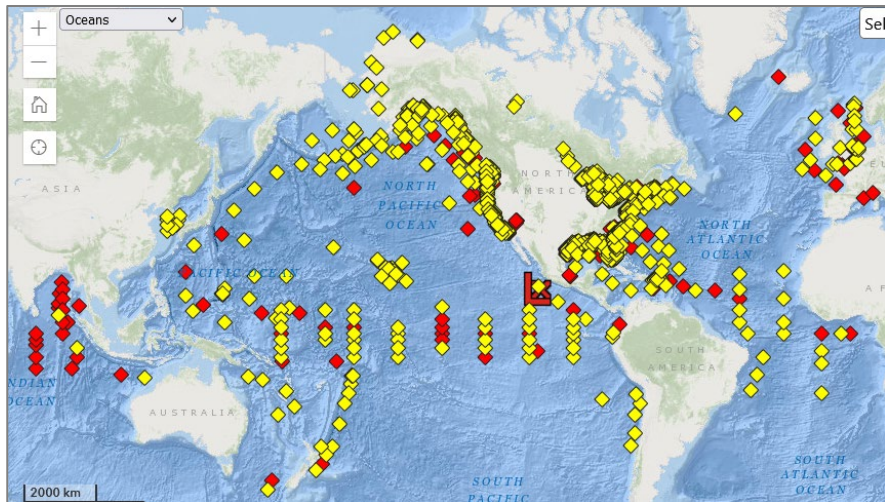 Oceans
Sel
+
−
ASIA
NORTH
AMERICA
NORTH
PACIFIC
OCEAN
NORTH
ATLANTIC
OCEAN
PACIFIC OCEAN
A F
SOUTH
AMERICA
INDIAN
OCEAN
AUSTRALIA
SOUTH
PACIFIC
SOUTH
ATLANTIC
OCEAN
2000 km